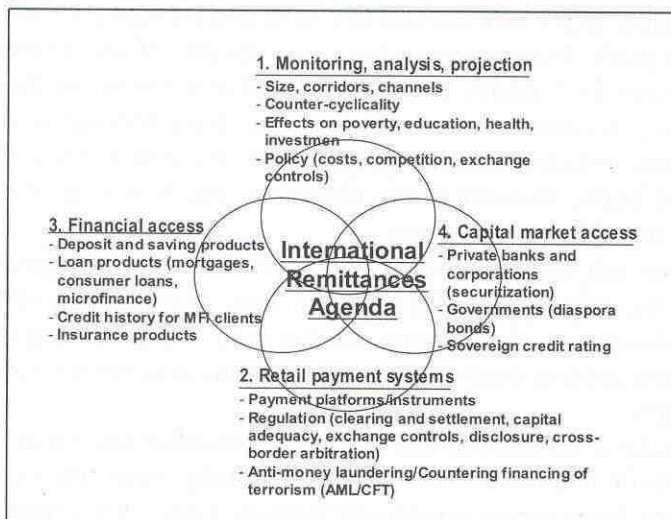 1. Monitoring, analysis, projection
- Size, corridors, channels
- Counter-cyclicality
- Effects on poverty, education, health,
investmen
- Policy (costs, competition, exchange
controls)
3. Financial access
- Deposit and saving products
- Loan products (mortgages,
consumer loans,
microfinance)
- Credit history for MFI clients
- Insurance products
International
Remittances
Agenda
4. Capital market access
- Private banks and
corporations
(securitization)
- Governments (diaspora
bonds)
- Sovereign credit rating
2. Retail payment systems
- Payment platforms/instruments
- Regulation (clearing and settlement, capital
adequacy, exchange controls, disclosure, cross-
border arbitration)
- Anti-money laundering/Countering financing of
terrorism (AML/CFT)